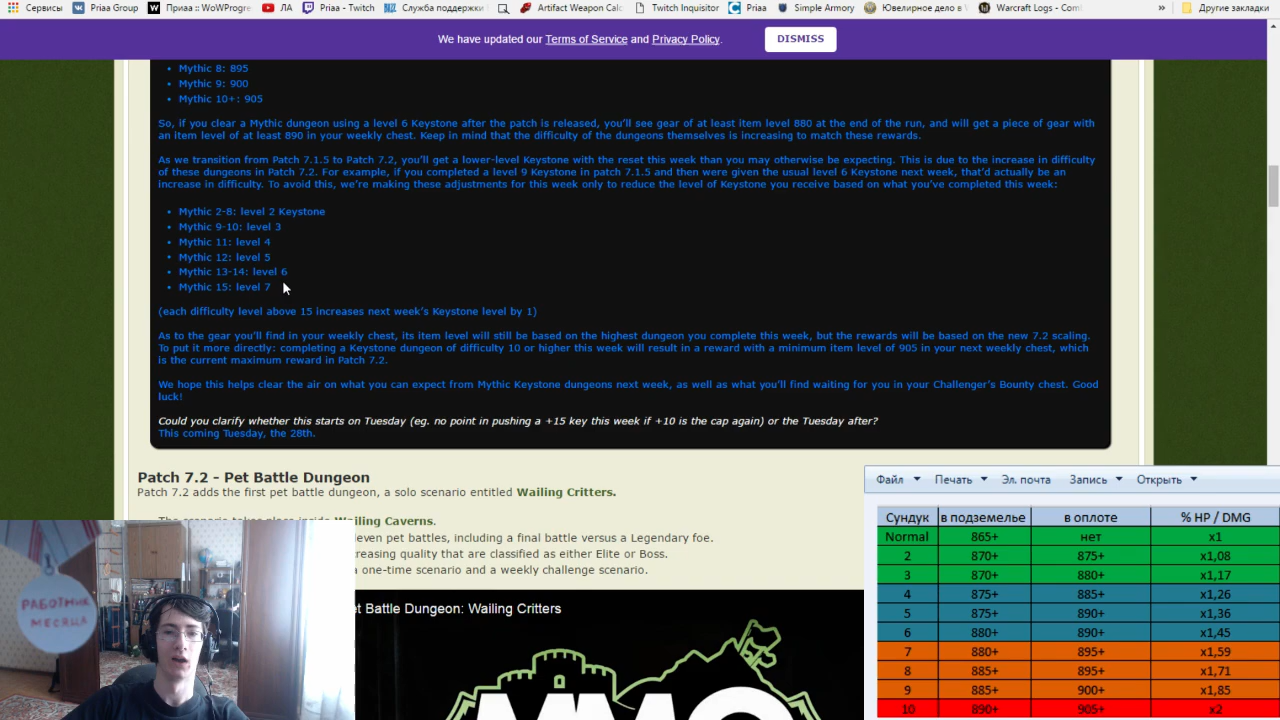 Сервисы Priaa Group Приаа :: WoWProgre ЛА Priaa - Twitch Служба поддержки Artifact Weapon Calc Twitch Inquisitor Priaa Simple Armory Ювелирное дело в Warcraft Logs - Com » Другие закладки
We have updated our Terms of Service and Privacy Policy. DISMISS
• Mythic 8: 895
• Mythic 9: 900
• Mythic 10+: 905
So, if you clear a Mythic dungeon using a level 6 Keystone after the patch is released, you'll see gear of at least item level 880 at the end of the run, and will get a piece of gear with
an item level of at least 890 in your weekly chest. Keep in mind that the difficulty of the dungeons themselves is increasing to match these rewards.
As we transition from Patch 7.1.5 to Patch 7.2, you'll get a lower-level Keystone with the reset this week than you may otherwise be expecting. This is due to the increase in difficulty
of these dungeons in Patch 7.2. For example, if you completed a level 9 Keystone in patch 7.1.5 and then were given the usual level 6 Keystone next week, that'd actually be an
increase in difficulty. To avoid this, we're making these adjustments for this week only to reduce the level of Keystone you receive based on what you've completed this week:
• Mythic 2-8: level 2 Keystone
• Mythic 9-10: level 3
• Mythic 11: level 4
• Mythic 12: level 5
• Mythic 13-14: level 6
• Mythic 15: level 7
(each difficulty level above 15 increases next week's Keystone level by 1)
As to the gear you'll find in your weekly chest, its item level will still be based on the highest dungeon you complete this week, but the rewards will be based on the new 7.2 scaling.
To put it more directly: completing a Keystone dungeon of difficulty 10 or higher this week will result in a reward with a minimum item level of 905 in your next weekly chest, which
is the current maximum reward in Patch 7.2.
We hope this helps clear the air on what you can expect from Mythic Keystone dungeons next week, as well as what you'll find waiting for you in your Challenger's Bounty chest. Good
luck!
Could you clarify whether this starts on Tuesday (eg. no point in pushing a +15 key this week if +10 is the cap again) or the Tuesday after?
This coming Tuesday, the 28th.
Patch 7.2 - Pet Battle Dungeon
Patch 7.2 adds the first pet battle dungeon, a solo scenario entitled Wailing Critters.
The scenario takes place inside Wailing Caverns.
even pet battles, including a final battle versus a Legendary foe.
reasing quality that are classified as either Elite or Boss.
a one-time scenario and a weekly challenge scenario.
et Battle Dungeon: Wailing Critters
MMO
РАБОТНИК
МЕСЯЦА
Файл Печать Эл. почта Запись Открыть
Сундук в подземелье в оплоте % HP / DMG
Normal 865+ нет x1
2 870+ 875+ x1,08
3 870+ 880+ x1,17
4 875+ 885+ x1,26
5 875+ 890+ x1,36
6 880+ 890+ x1,45
7 880+ 895+ x1,59
8 885+ 895+ x1,71
9 885+ 900+ x1,85
10 890+ 905+ x2